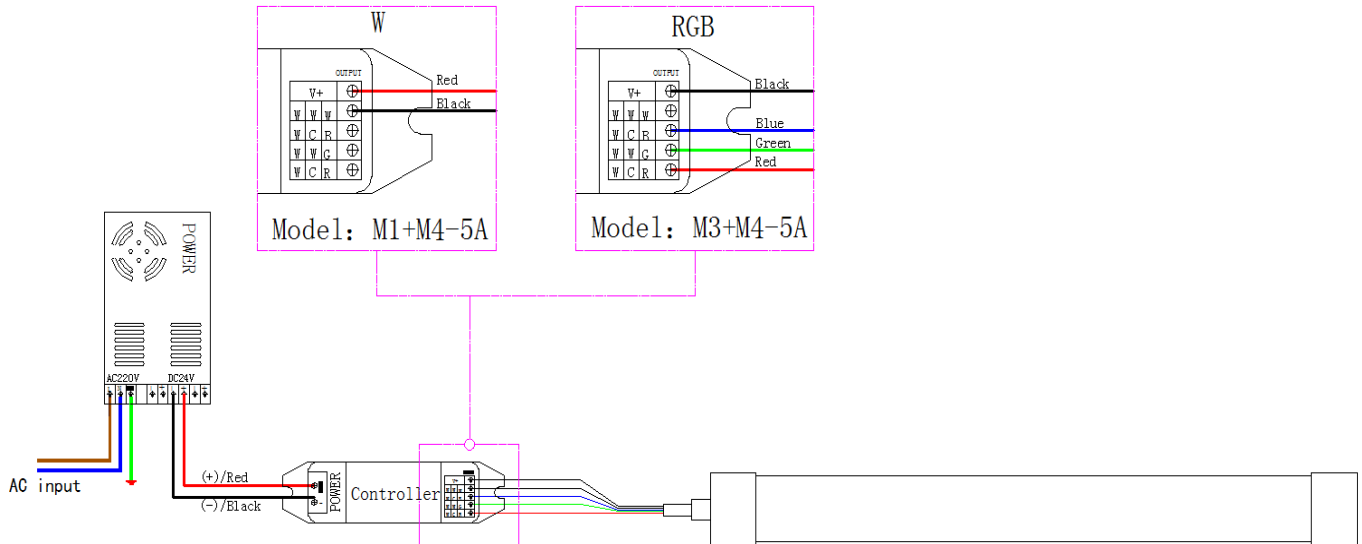 W
OUTPUT
V+
Red
W W W
Black
W C B
W W G
W C R
Model: M1+M4-5A
RGB
OUTPUT
V+
Black
W W W
W C B
Blue
W W G
Green
W C R
Red
Model: M3+M4-5A
POWER
AC220V
DC24V
AC input
(+)/Red
(-)/Black
POWER
Controller
V+